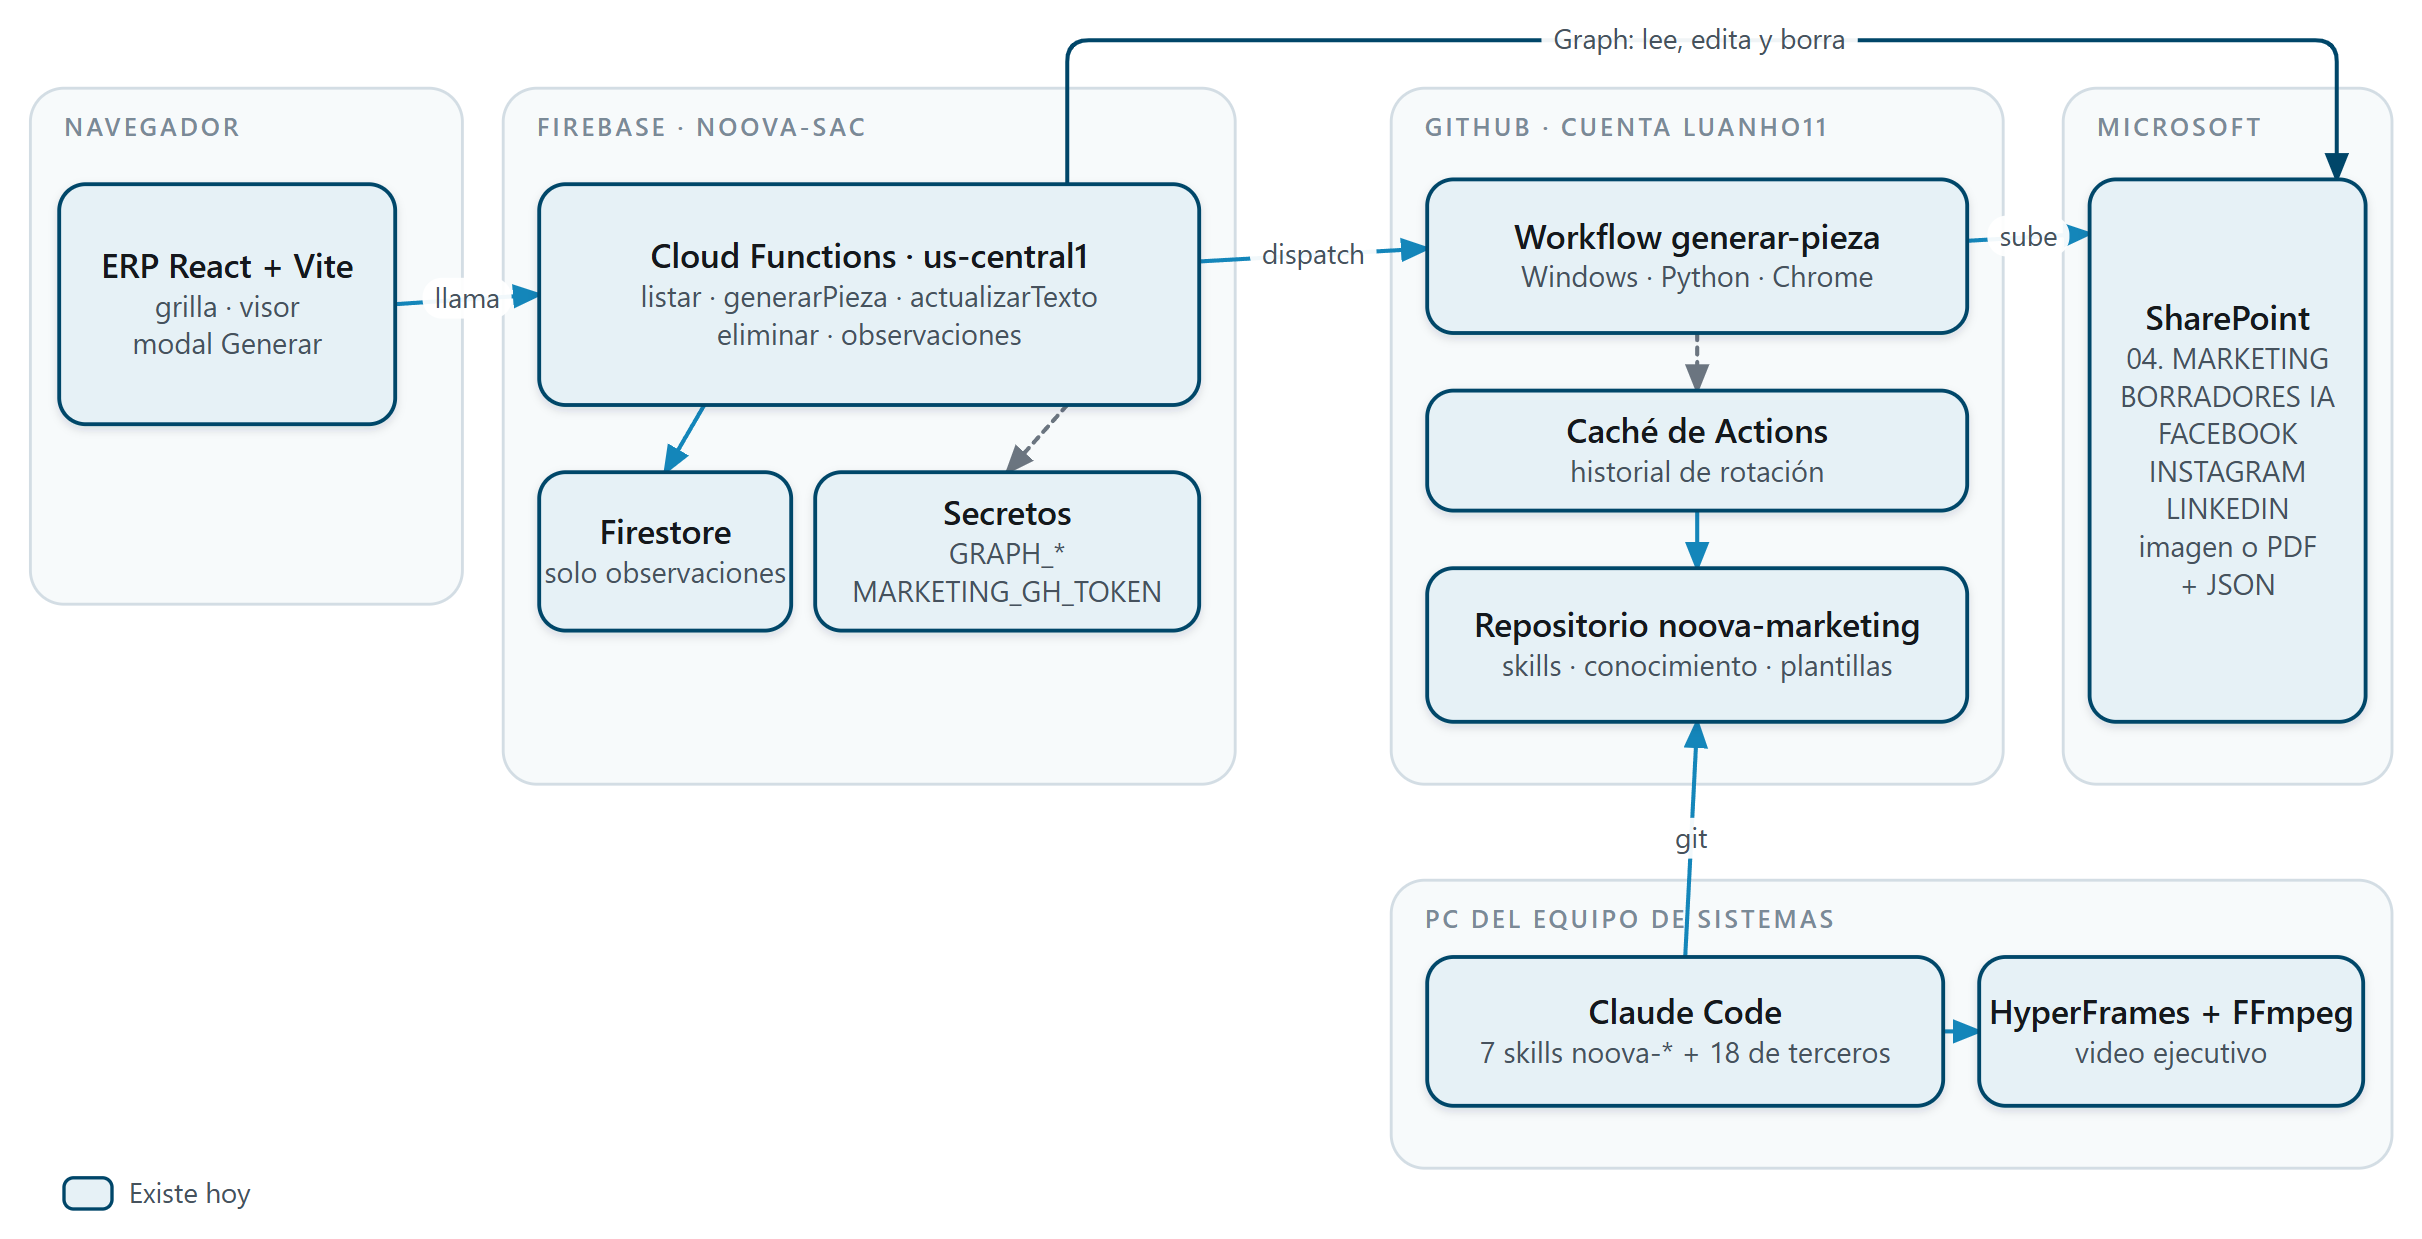 Graph: lee, edita y borra
NAVEGADOR
ERP React + Vite
grilla · visor
modal Generar
llama
FIREBASE · NOOVA-SAC
Cloud Functions · us-central1
listar · generarPieza · actualizarTexto
eliminar · observaciones
Firestore
solo observaciones
Secretos
GRAPH_*
MARKETING_GH_TOKEN
dispatch
GITHUB · CUENTA LUANHO11
Workflow generar-pieza
Windows · Python · Chrome
Caché de Actions
historial de rotación
Repositorio noova-marketing
skills · conocimiento · plantillas
sube
MICROSOFT
SharePoint
04. MARKETING
BORRADORES IA
FACEBOOK
INSTAGRAM
LINKEDIN
imagen o PDF
+ JSON
git
PC DEL EQUIPO DE SISTEMAS
Claude Code
7 skills noova-* + 18 de terceros
HyperFrames + FFmpeg
video ejecutivo
Existe hoy